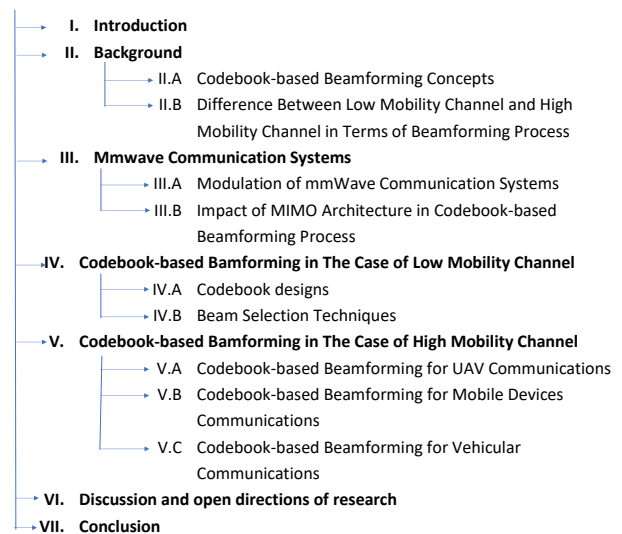 I. Introduction
II. Background
II.A Codebook-based Beamforming Concepts
II.B Difference Between Low Mobility Channel and High
Mobility Channel in Terms of Beamforming Process
III. Mmwave Communication Systems
III.A Modulation of mmWave Communication Systems
III.B Impact of MIMO Architecture in Codebook-based
Beamforming Process
IV. Codebook-based Bamforming in The Case of Low Mobility Channel
IV.A Codebook designs
IV.B Beam Selection Techniques
V. Codebook-based Bamforming in The Case of High Mobility Channel
V.A Codebook-based Beamforming for UAV Communications
V.B Codebook-based Beamforming for Mobile Devices
Communications
V.C Codebook-based Beamforming for Vehicular
Communications
VI. Discussion and open directions of research
VII. Conclusion